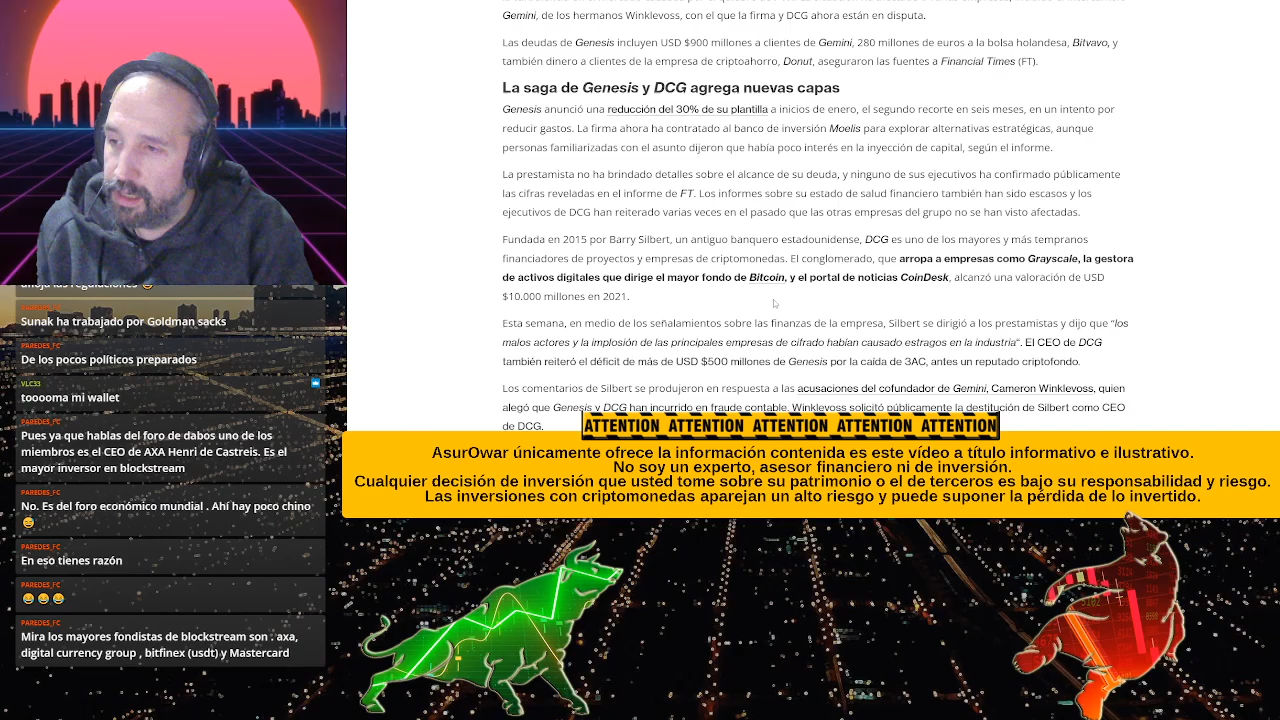 Gemini, de los hermanos Winklevoss, con el que la firma y DCG ahora están en disputa.
Las deudas de Genesis incluyen USD $900 millones a clientes de Gemini, 280 millones de euros a la bolsa holandesa, Bitvavo, y
también dinero a clientes de la empresa de criptoahorro, Donut, aseguraron las fuentes a Financial Times (FT).
La saga de Genesis y DCG agrega nuevas capas
Genesis anunció una reducción del 30% de su plantilla a inicios de enero, el segundo recorte en seis meses, en un intento por
reducir gastos. La firma ahora ha contratado al banco de inversión Moelis para explorar alternativas estratégicas, aunque
personas familiarizadas con el asunto dijeron que había poco interés en la inyección de capital, según el informe.
La prestamista no ha brindado detalles sobre el alcance de su deuda, y ninguno de sus ejecutivos ha confirmado públicamente
las cifras reveladas en el informe de FT. Los informes sobre su estado de salud financiero también han sido escasos y los
ejecutivos de DCG han reiterado varias veces en el pasado que las otras empresas del grupo no se han visto afectadas.
Fundada en 2015 por Barry Silbert, un antiguo banquero estadounidense, DCG es uno de los mayores y más tempranos
financiadores de proyectos y empresas de criptomonedas. El conglomerado, que arropa a empresas como Grayscale, la gestora
de activos digitales que dirige el mayor fondo de Bitcoin, y el portal de noticias CoinDesk, alcanzó una valoración de USD
$10.000 millones en 2021.
Esta semana, en medio de los señalamientos sobre las finanzas de la empresa, Silbert se dirigió a los prestamistas y dijo que "los
malos actores y la implosión de las principales empresas de cifrado habían causado estragos en la industria". El CEO de DCG
también reiteró el déficit de más de USD $500 millones de Genesis por la caída de 3AC, antes un reputado criptofondo.
Los comentarios de Silbert se produjeron en respuesta a las acusaciones del cofundador de Gemini, Cameron Winklevoss, quien
alegó que Genesis y DCG han incurrido en fraude contable. Winklevoss solicitó públicamente la destitución de Silbert como CEO
de DCG.
ATTENTION ATTENTION ATTENTION ATTENTION ATTENTION
AsurOwar únicamente ofrece la información contenida es este vídeo a título informativo e ilustrativo.
No soy un experto, asesor financiero ni de inversión.
Cualquier decisión de inversión que usted tome sobre su patrimonio o el de terceros es bajo su responsabilidad y riesgo.
Las inversiones con criptomonedas aparejan un alto riesgo y puede suponer la pérdida de lo invertido.
PAREDES_FC
Sunak ha trabajado por Goldman sacks
PAREDES_FC
De los pocos políticos preparados
VLC33
tooooma mi wallet
PAREDES_FC
Pues ya que hablas del foro de dabos uno de los
miembros es el CEO de AXA Henri de Castreis. Es el
mayor inversor en blockstream
PAREDES_FC
No. Es del foro económico mundial . Ahí hay poco chino
😅
PAREDES_FC
En eso tienes razón
PAREDES_FC
😂😂😂
PAREDES_FC
Mira los mayores fondistas de blockstream son . axa,
digital currency group , bitfinex (usdt) y Mastercard